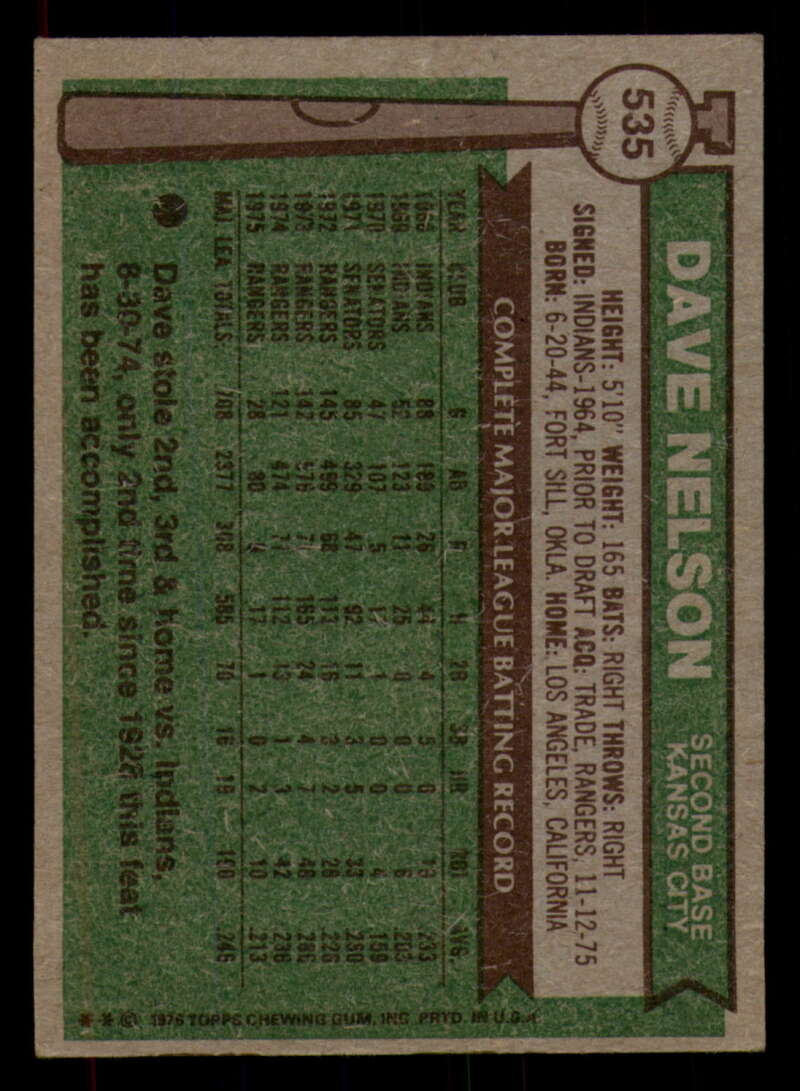 535
DAVE NELSON
SECOND BASE
KANSAS CITY
HEIGHT: 5'10" WEIGHT: 165 BATS: RIGHT THROWS: RIGHT
SIGNED: INDIANS-1964, PRIOR TO DRAFT ACQ: TRADE, RANGERS, 11-12-75
BORN: 6-20-44, FORT SILL, OKLA. HOME: LOS ANGELES, CALIFORNIA
COMPLETE MAJOR LEAGUE BATTING RECORD
YEAR CLUB G AB R H 2B 3B HR RBI AVG.
INDIANS 88 26 44 4 5 0 .233
INDIANS 52 123 11 25 0 0 0 6 .203
1970 SENATORS 47 107 5 17 1 0 0 4 .159
1971 SENATORS 85 329 47 92 11 3 5 33 .280
1972 RANGERS 145 499 68 113 16 3 2 28 .226
1973 RANGERS 142 576 71 165 24 4 7 48 .286
1974 RANGERS 121 474 71 112 13 1 3 42 .236
1975 RANGERS 28 80 17 1 0 2 10 .213
MAJ. LEA. TOTALS 708 2377 308 585 70 16 19 .246
Dave stole 2nd, 3rd & home vs. Indians,
8-30-74, only 2nd time since 1928 this feat
has been accomplished.
* * © 1976 TOPPS CHEWING GUM, INC. PRTD. IN U.S.A.